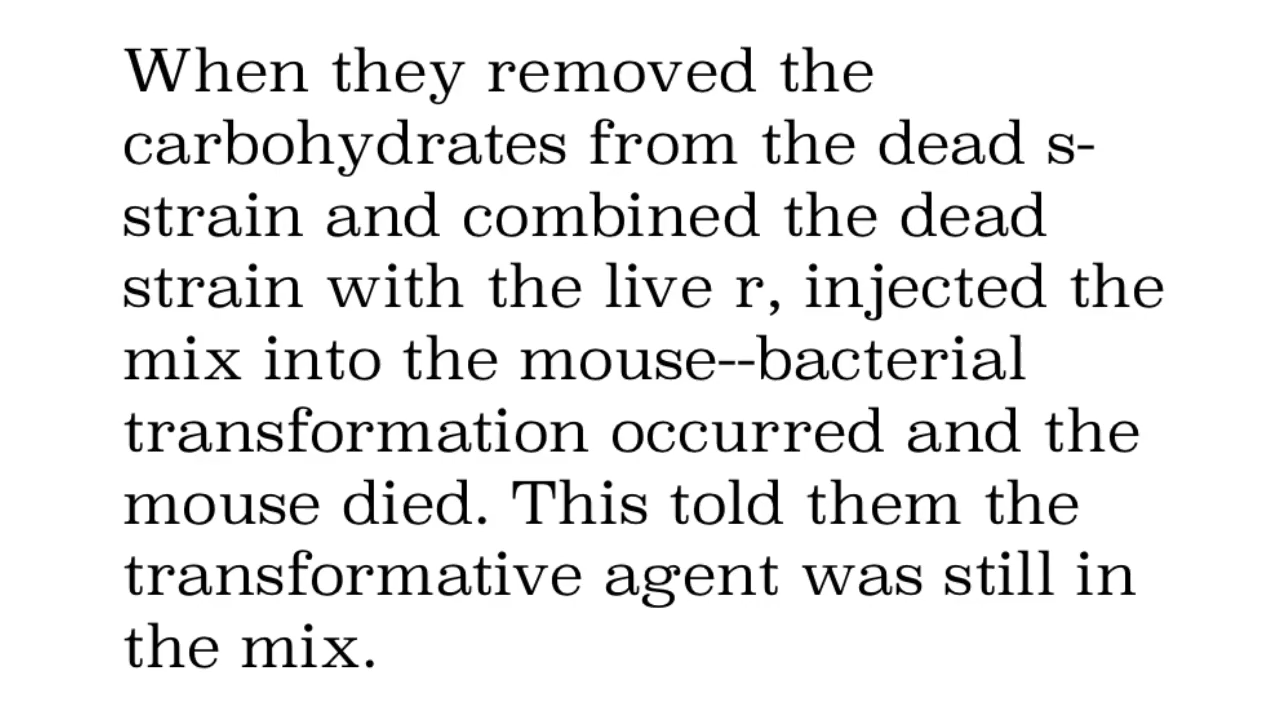 When they removed the
carbohydrates from the dead s-
strain and combined the dead
strain with the live r, injected the
mix into the mouse--bacterial
transformation occurred and the
mouse died. This told them the
transformative agent was still in
the mix.